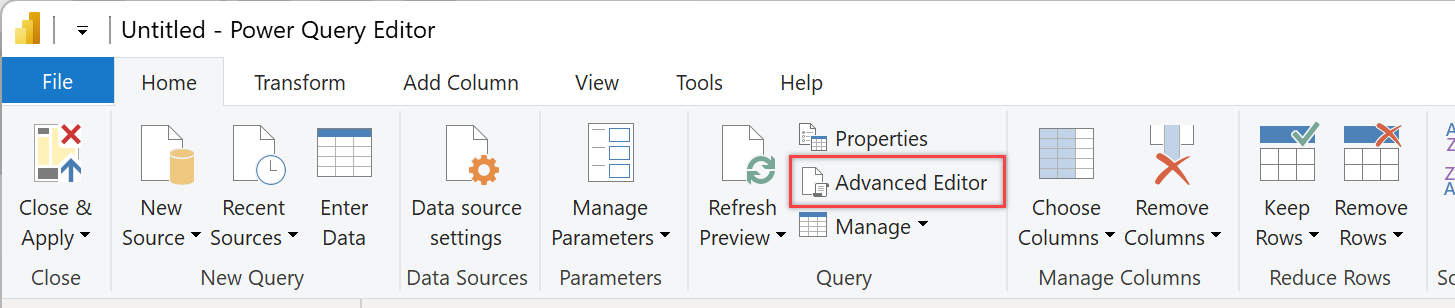 Untitled - Power Query Editor
File Home Transform Add Column View Tools Help
Close &
Apply
Close
New
Source
Recent
Sources
Enter
Data
New Query
Data source
settings
Data Sources
Manage
Parameters
Parameters
Refresh
Preview
Properties
Advanced Editor
Manage
Query
Choose
Columns
Remove
Columns
Manage Columns
Keep
Rows
Remove
Rows
Reduce Rows